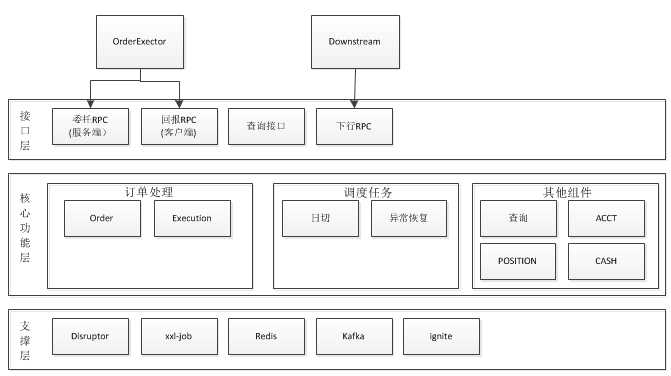 OrderExector
Downstream
接口层
委托RPC
(服务端）
回报RPC
(客户端)
查询接口
下行RPC
核心功能层
订单处理
Order
Execution
调度任务
日切
异常恢复
其他组件
查询
ACCT
POSITION
CASH
支撑层
Disruptor
xxl-job
Redis
Kafka
ignite